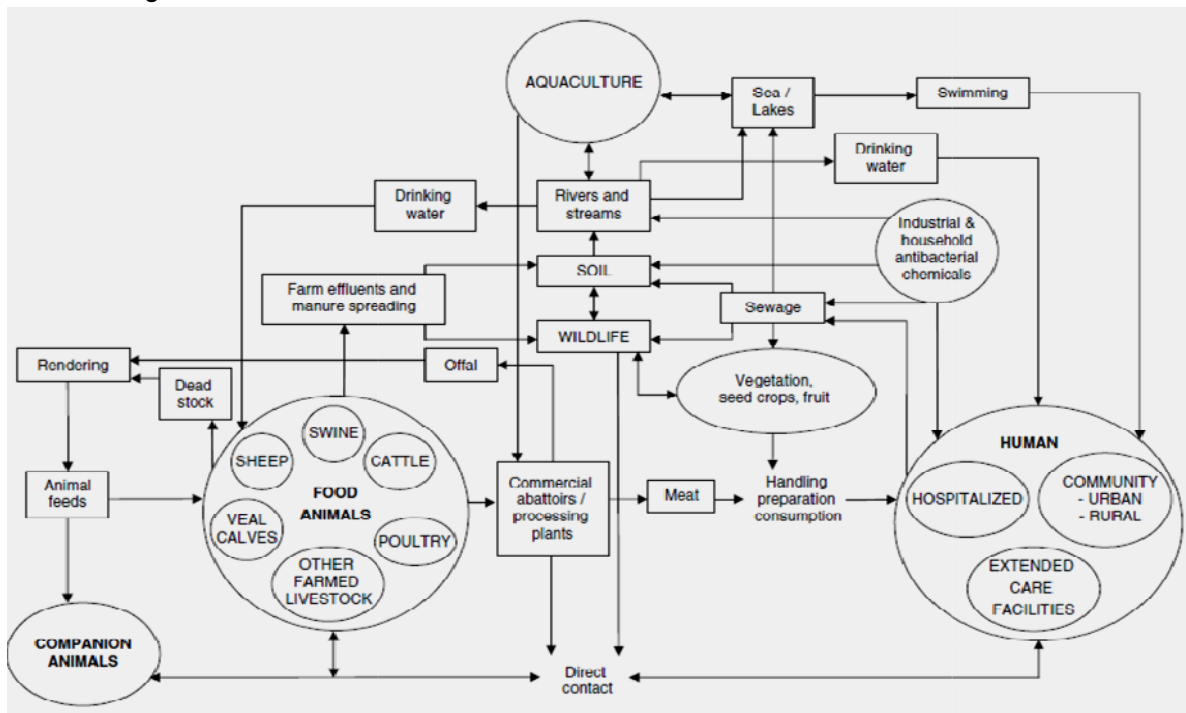 AQUACULTURE
Sea /
Lakes
Swimming
Drinking
water
Drinking
water
Rivers and
streams
Industrial &
household
antibacterial
chemicals
SOIL
Farm effluents and
manure spreading
Sewage
WILDLIFE
Rendering
Offal
Dead
stock
Vegetation,
seed crops, fruit
SWINE
SHEEP
CATTLE
FOOD
ANIMALS
VEAL
CALVES
POULTRY
OTHER
FARMED
LIVESTOCK
Animal
feeds
Commercial
abattoirs /
processing
plants
Meat
Handling
preparation
consumption
HUMAN
HOSPITALIZED
COMMUNITY
- URBAN
- RURAL
EXTENDED
CARE
FACILITIES
COMPANION
ANIMALS
Direct
contact